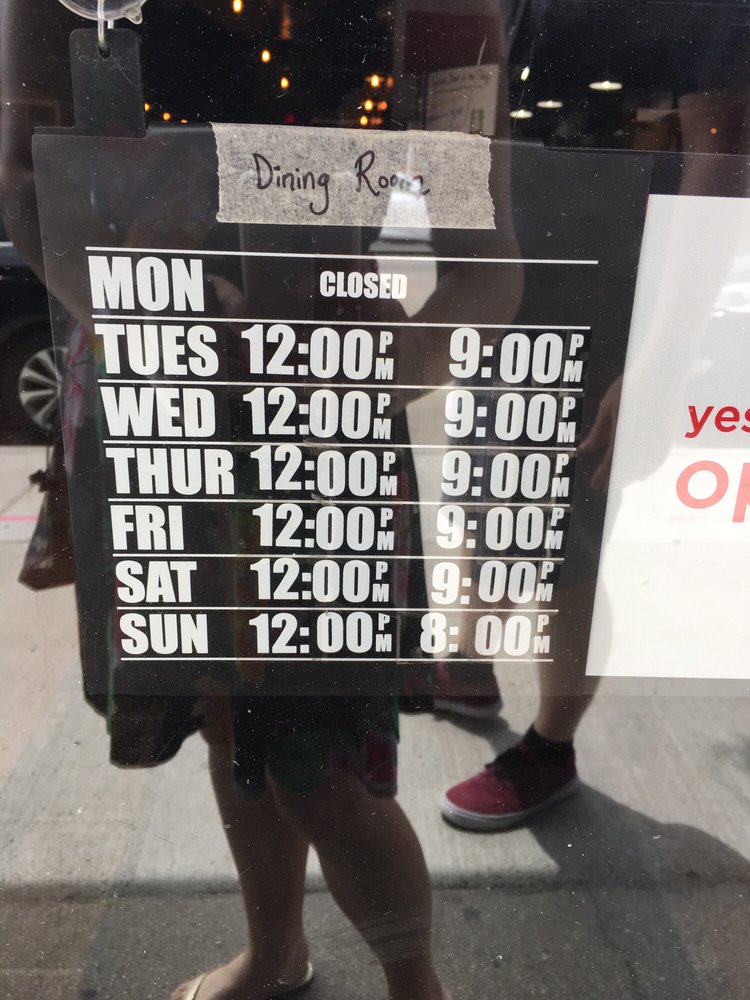 Dining Room
MON CLOSED
TUES 12:00 PM 9:00 PM
WED 12:00 PM 9:00 PM
THUR 12:00 PM 9:00 PM
FRI 12:00 PM 9:00 PM
SAT 12:00 PM 9:00 PM
SUN 12:00 PM 8:00 PM
yes